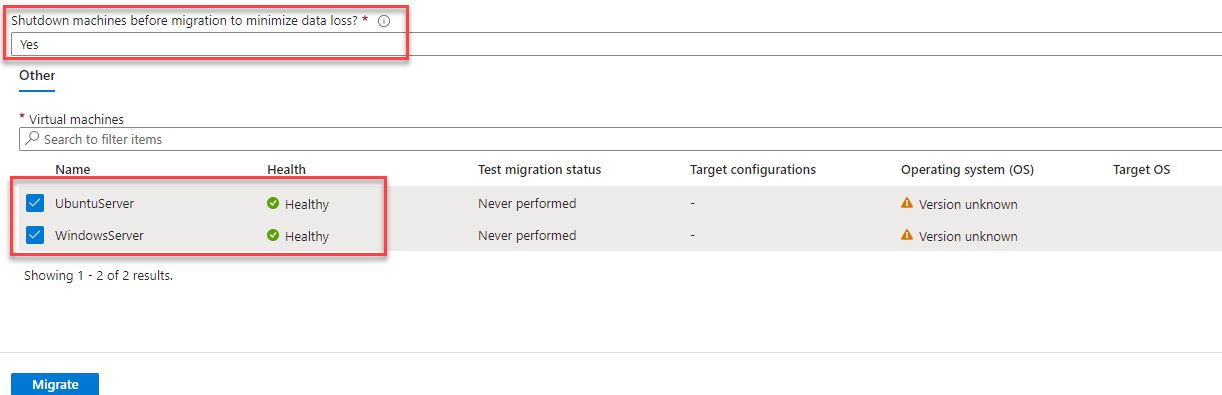 Shutdown machines before migration to minimize data loss? *
Yes
Other
* Virtual machines
Search to filter items
Name Health Test migration status Target configurations Operating system (OS) Target OS
UbuntuServer Healthy Never performed - Version unknown
WindowsServer Healthy Never performed - Version unknown
Showing 1 - 2 of 2 results.
Migrate